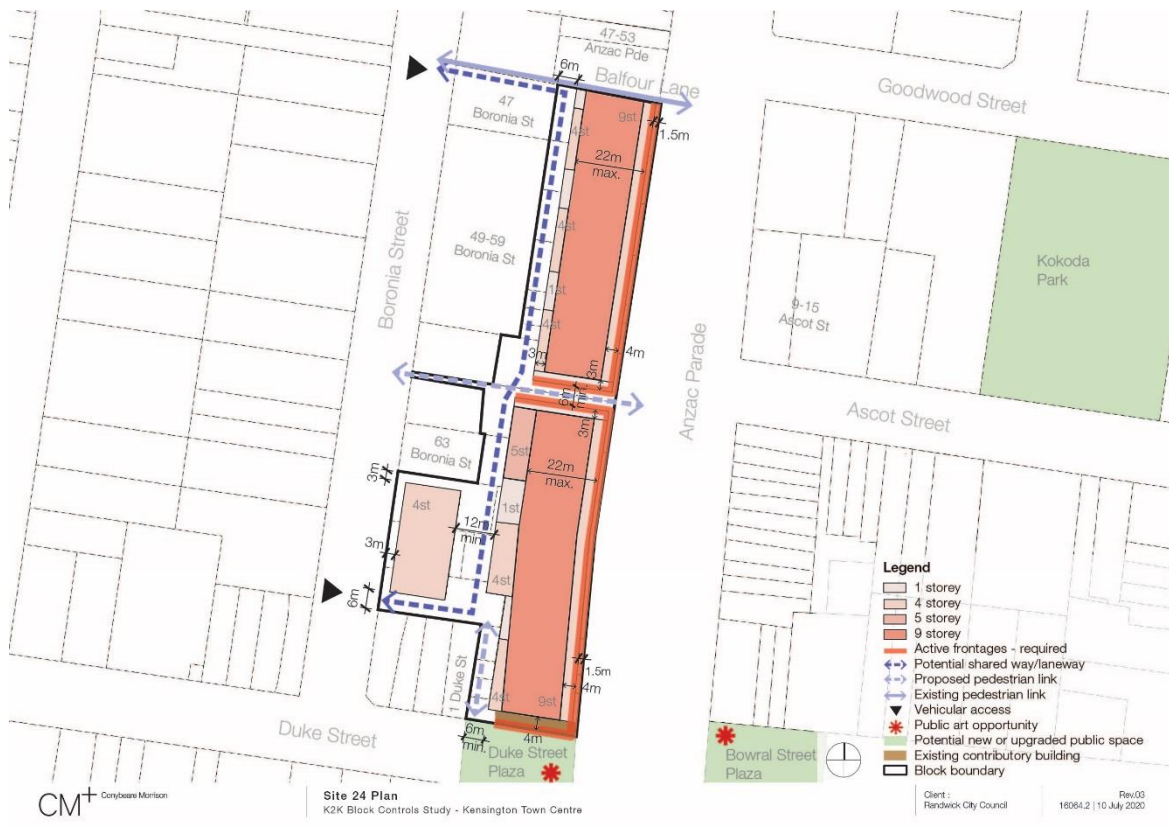 47-53
Anzac Pde
6m
Balfour Lane
Goodwood Street
47
Boronia St
4st
9st
1.5m
22m
max.
Boronia Street
49-59
Boronia St
4st
Kokoda
Park
1st
9-15
Ascot St
4st
Anzac Parade
3m
4m
3m
6m
min.
Ascot Street
3m
63
Boronia St
5st
22m
max.
3m
4st
1st
12m
min.
3m
4st
6m
Legend
1 storey
4 storey
5 storey
9 storey
Active frontages - required
Potential shared way/laneway
Proposed pedestrian link
Existing pedestrian link
Vehicular access
Public art opportunity
Potential new or upgraded public space
Existing contributory building
Block boundary
1.5m
4m
1 Duke St
4st
9st
Duke Street
6m
min.
4m
Duke Street
Plaza
Bowral Street
Plaza
CM+ Conybeare Morrison
Site 24 Plan
K2K Block Controls Study - Kensington Town Centre
Client :
Randwick City Council
Rev.03
16064.2 | 10 July 2020